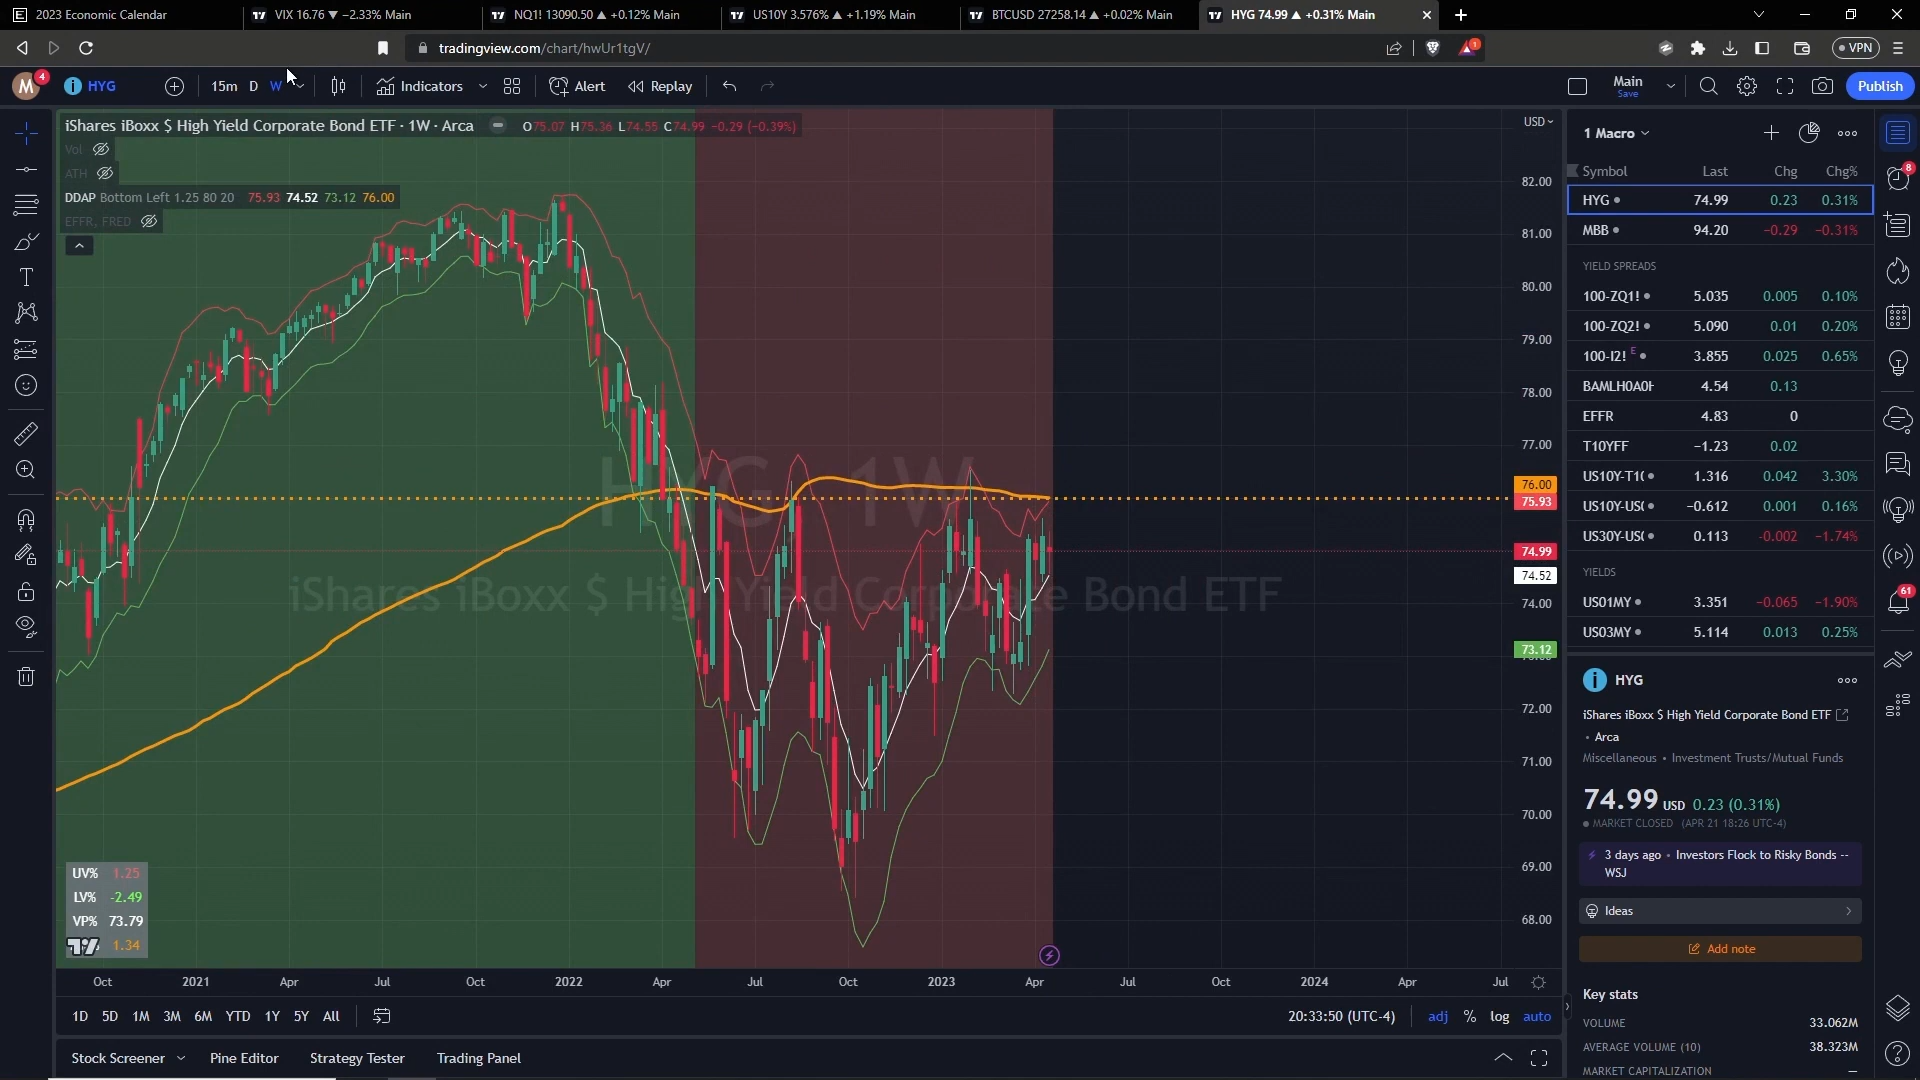 2023 Economic Calendar
VIX 16.76 ▼ −2.33% Main
NQ1! 13090.50 ▲ +0.12% Main
US10Y 3.576% ▲ +1.19% Main
BTCUSD 27258.14 ▲ +0.02% Main
HYG 74.99 ▲ +0.31% Main
tradingview.com/chart/hwUr1tgV/
1
VPN
M 4
HYG
15m D W
Indicators
Alert
Replay
Main
Save
Publish
iShares iBoxx $ High Yield Corporate Bond ETF · 1W · Arca
O75.07 H75.36 L74.55 C74.99 −0.29 (−0.39%)
Vol
ATH
DDAP Bottom Left 1.25 80 20 75.93 74.52 73.12 76.00
EFFR, FRED
HYG 1W
iShares iBoxx $ High Yield Corporate Bond ETF
USD
82.00
81.00
80.00
79.00
78.00
77.00
76.00
75.93
74.99
74.52
74.00
73.12
72.00
71.00
70.00
69.00
68.00
UV% 1.25
LV% -2.49
VP% 73.79
1.34
Oct 2021 Apr Jul Oct 2022 Apr Jul Oct 2023 Apr Jul Oct 2024 Apr Jul
1D 5D 1M 3M 6M YTD 1Y 5Y All
20:33:50 (UTC-4) adj % log auto
Stock Screener Pine Editor Strategy Tester Trading Panel
1 Macro
Symbol Last Chg Chg%
HYG 74.99 0.23 0.31%
MBB 94.20 −0.29 −0.31%
YIELD SPREADS
100-ZQ1! 5.035 0.005 0.10%
100-ZQ2! 5.090 0.01 0.20%
100-I2! E 3.855 0.025 0.65%
BAMLH0A0H 4.54 0.13
EFFR 4.83 0
T10YFF −1.23 0.02
US10Y-T1( 1.316 0.042 3.30%
US10Y-US( −0.612 0.001 0.16%
US30Y-US( 0.113 −0.002 −1.74%
YIELDS
US01MY 3.351 −0.065 −1.90%
US03MY 5.114 0.013 0.25%
HYG
iShares iBoxx $ High Yield Corporate Bond ETF
• Arca
Miscellaneous • Investment Trusts/Mutual Funds
74.99 USD 0.23 (0.31%)
MARKET CLOSED (APR 21 18:26 UTC-4)
3 days ago • Investors Flock to Risky Bonds --
WSJ
Ideas
Add note
Key stats
VOLUME 33.062M
AVERAGE VOLUME (10) 38.323M
MARKET CAPITALIZATION —
8
61